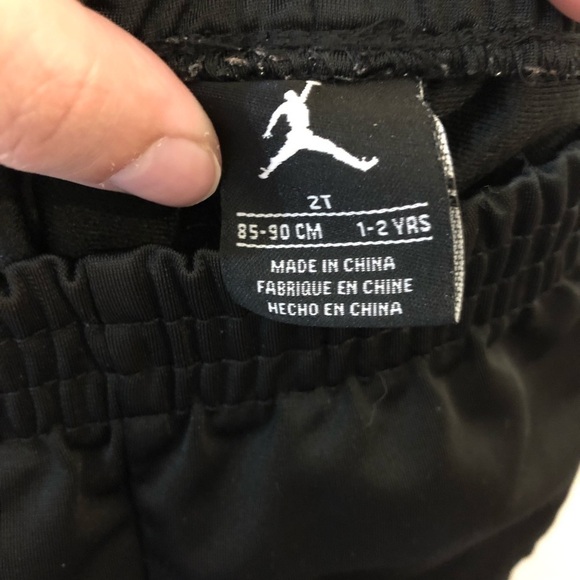 2T
85-90 CM 1-2 YRS
MADE IN CHINA
FABRIQUE EN CHINE
HECHO EN CHINA